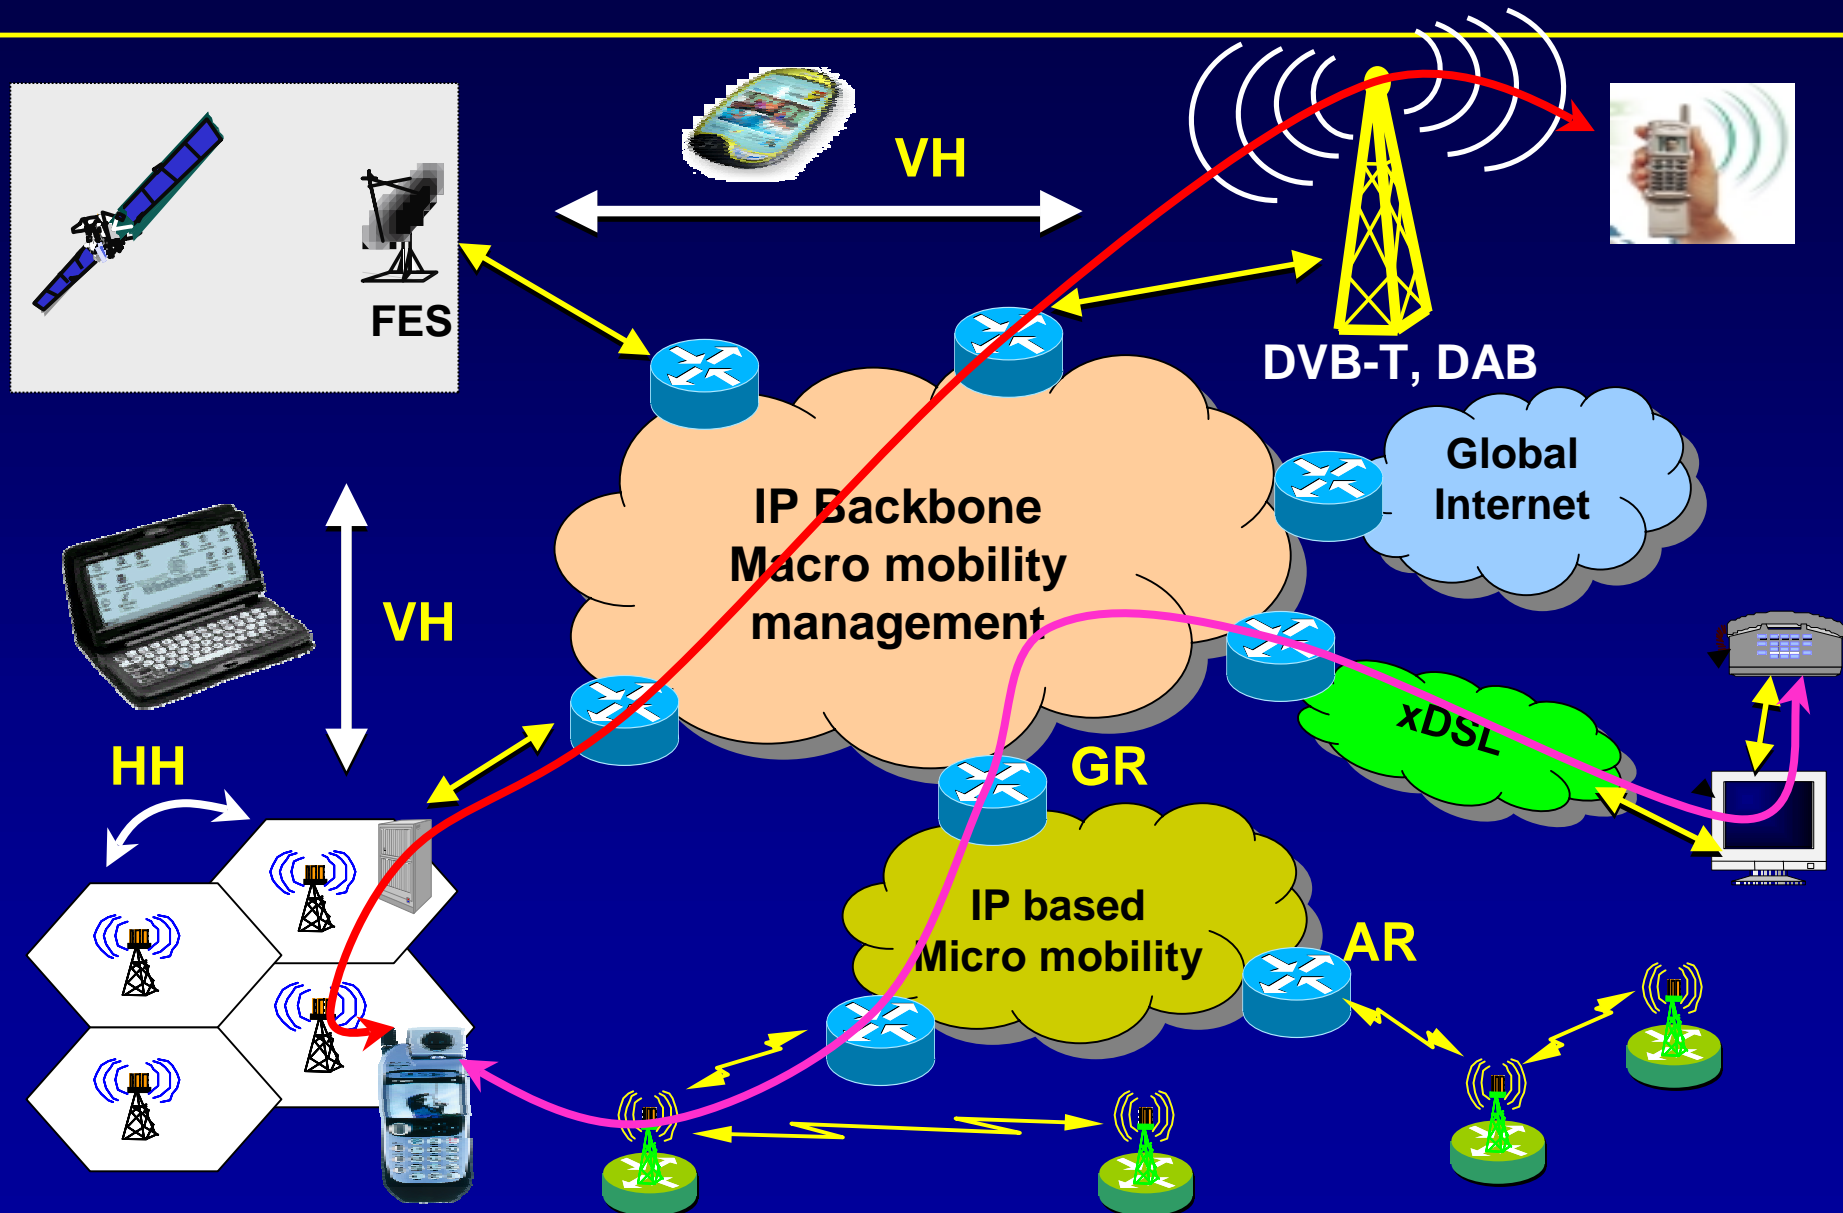 VH
FES
DVB-T, DAB
Global
Internet
IP Backbone
Macro mobility
management
VH
xDSL
HH
GR
IP based
Micro mobility
AR